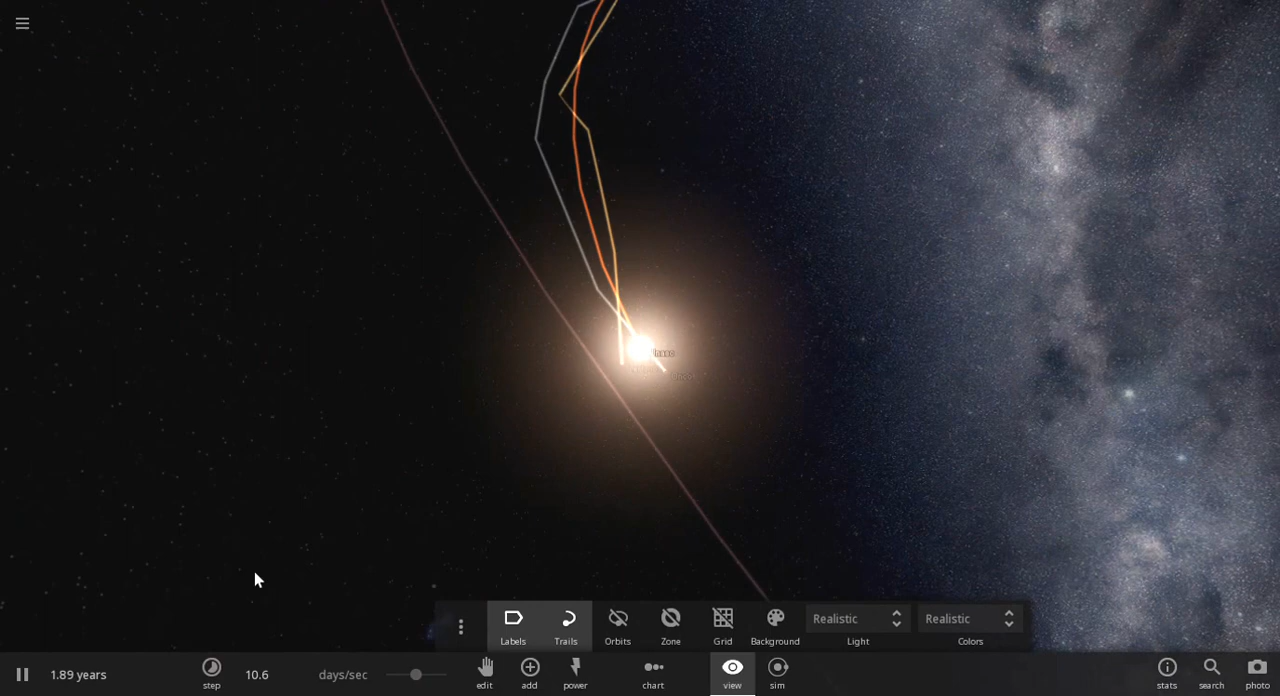 Labels
Trails
Orbits
Zone
Grid
Background
Realistic
Light
Realistic
Colors
1.89 years
step
10.6
days/sec
edit
add
power
chart
view
sim
stats
search
photo